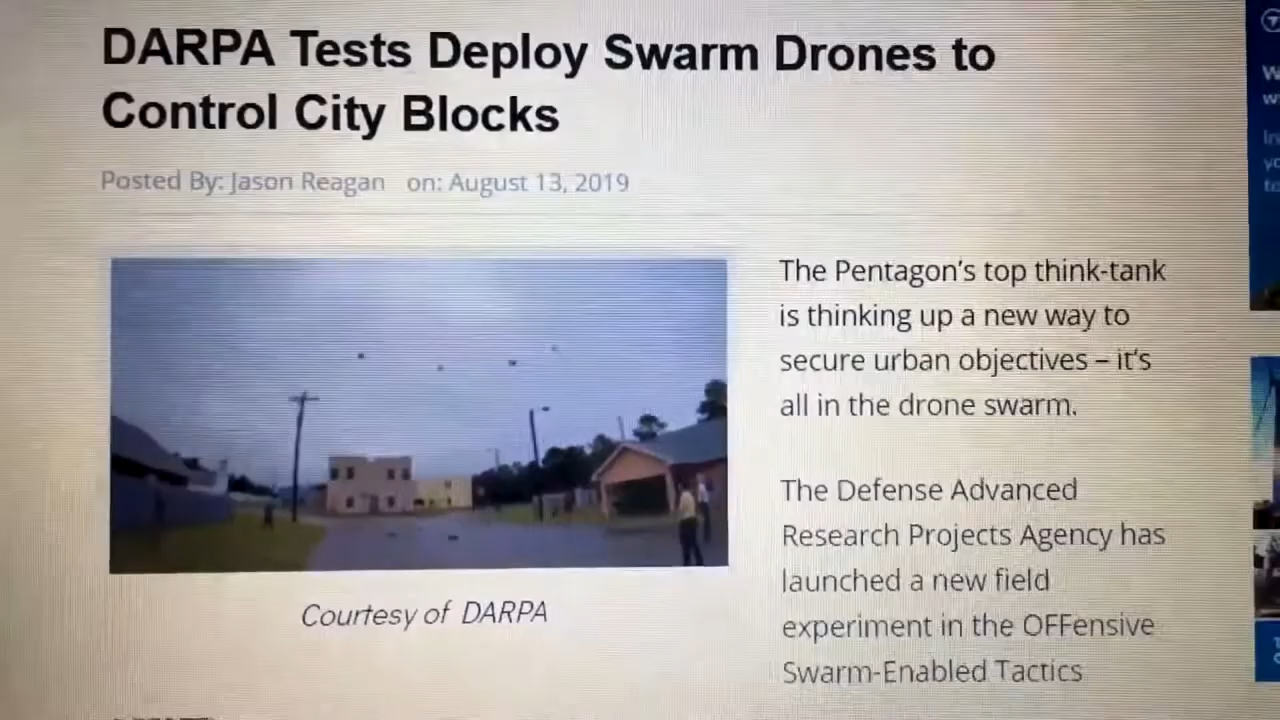 DARPA Tests Deploy Swarm Drones to
Control City Blocks
Posted By: Jason Reagan on: August 13, 2019
The Pentagon's top think-tank
is thinking up a new way to
secure urban objectives – it's
all in the drone swarm.
The Defense Advanced
Research Projects Agency has
launched a new field
experiment in the OFFensive
Swarm-Enabled Tactics
Courtesy of DARPA